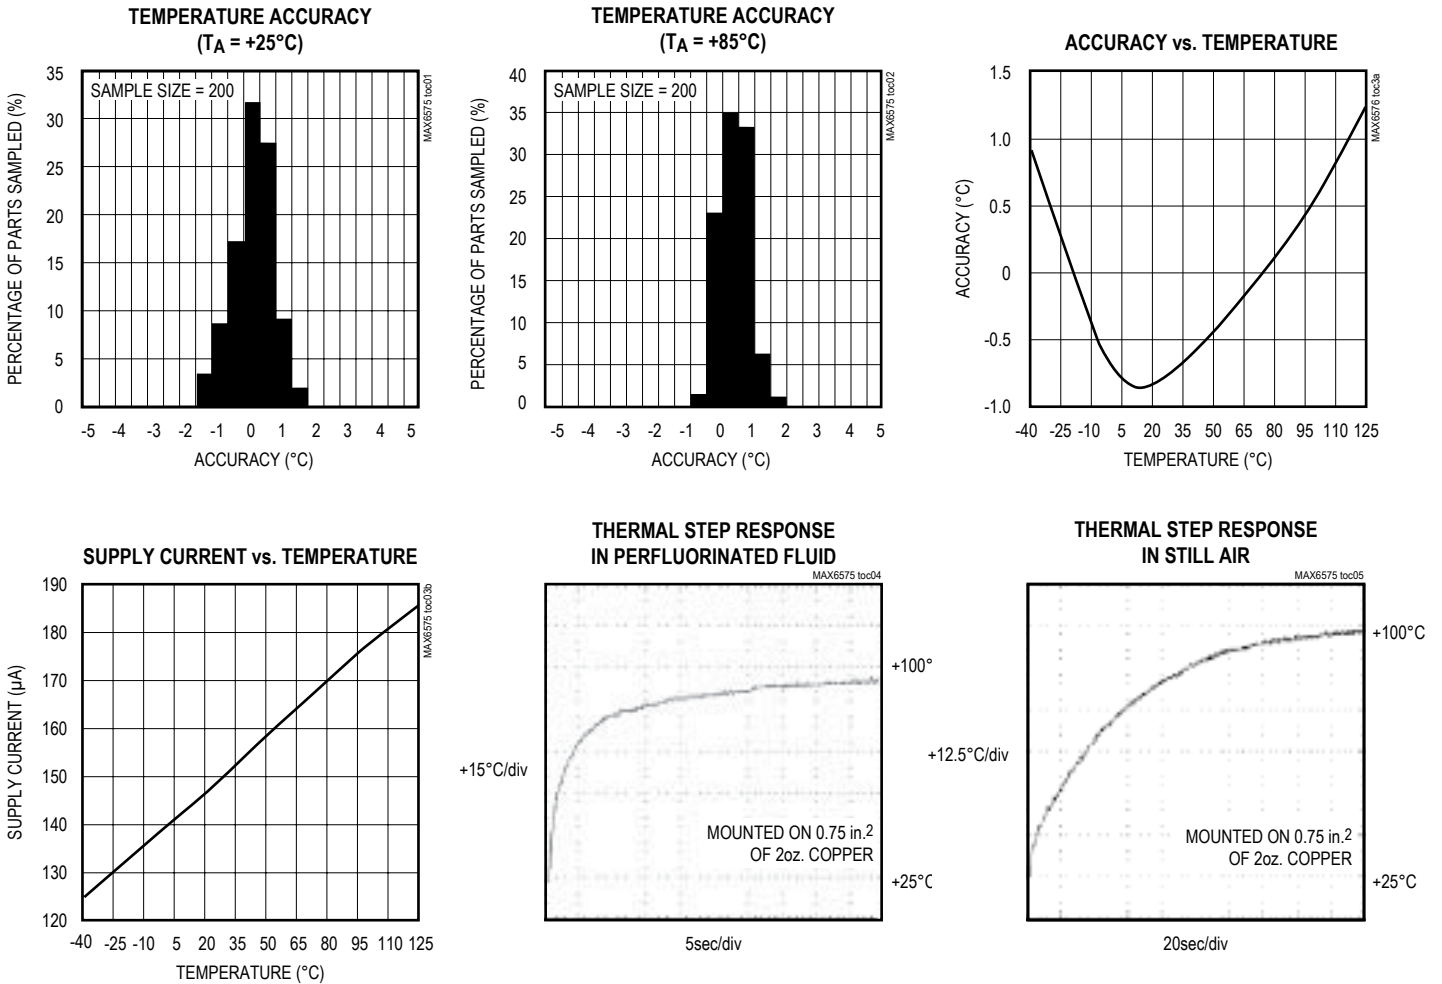 TEMPERATURE ACCURACY
(TA = +25°C)
MAX6575 toc01
SAMPLE SIZE = 200
PERCENTAGE OF PARTS SAMPLED (%)
35
30
25
20
15
10
5
0
-5 -4 -3 -2 -1 0 1 2 3 4 5
ACCURACY (°C)
TEMPERATURE ACCURACY
(TA = +85°C)
MAX6575 toc02
SAMPLE SIZE = 200
PERCENTAGE OF PARTS SAMPLED (%)
40
35
30
25
20
15
10
5
0
-5 -4 -3 -2 -1 0 1 2 3 4 5
ACCURACY (°C)
ACCURACY vs. TEMPERATURE
MAX6576 toc3a
ACCURACY (°C)
1.5
1.0
0.5
0
-0.5
-1.0
-40 -25 -10 5 20 35 50 65 80 95 110 125
TEMPERATURE (°C)
SUPPLY CURRENT vs. TEMPERATURE
MAX6575 toc03b
SUPPLY CURRENT (µA)
190
180
170
160
150
140
130
120
-40 -25 -10 5 20 35 50 65 80 95 110 125
TEMPERATURE (°C)
THERMAL STEP RESPONSE
IN PERFLUORINATED FLUID
MAX6575 toc04
+100°
+15°C/div
MOUNTED ON 0.75 in.2
OF 2oz. COPPER
+25°C
5sec/div
THERMAL STEP RESPONSE
IN STILL AIR
MAX6575 toc05
+100°C
+12.5°C/div
MOUNTED ON 0.75 in.2
OF 2oz. COPPER
+25°C
20sec/div